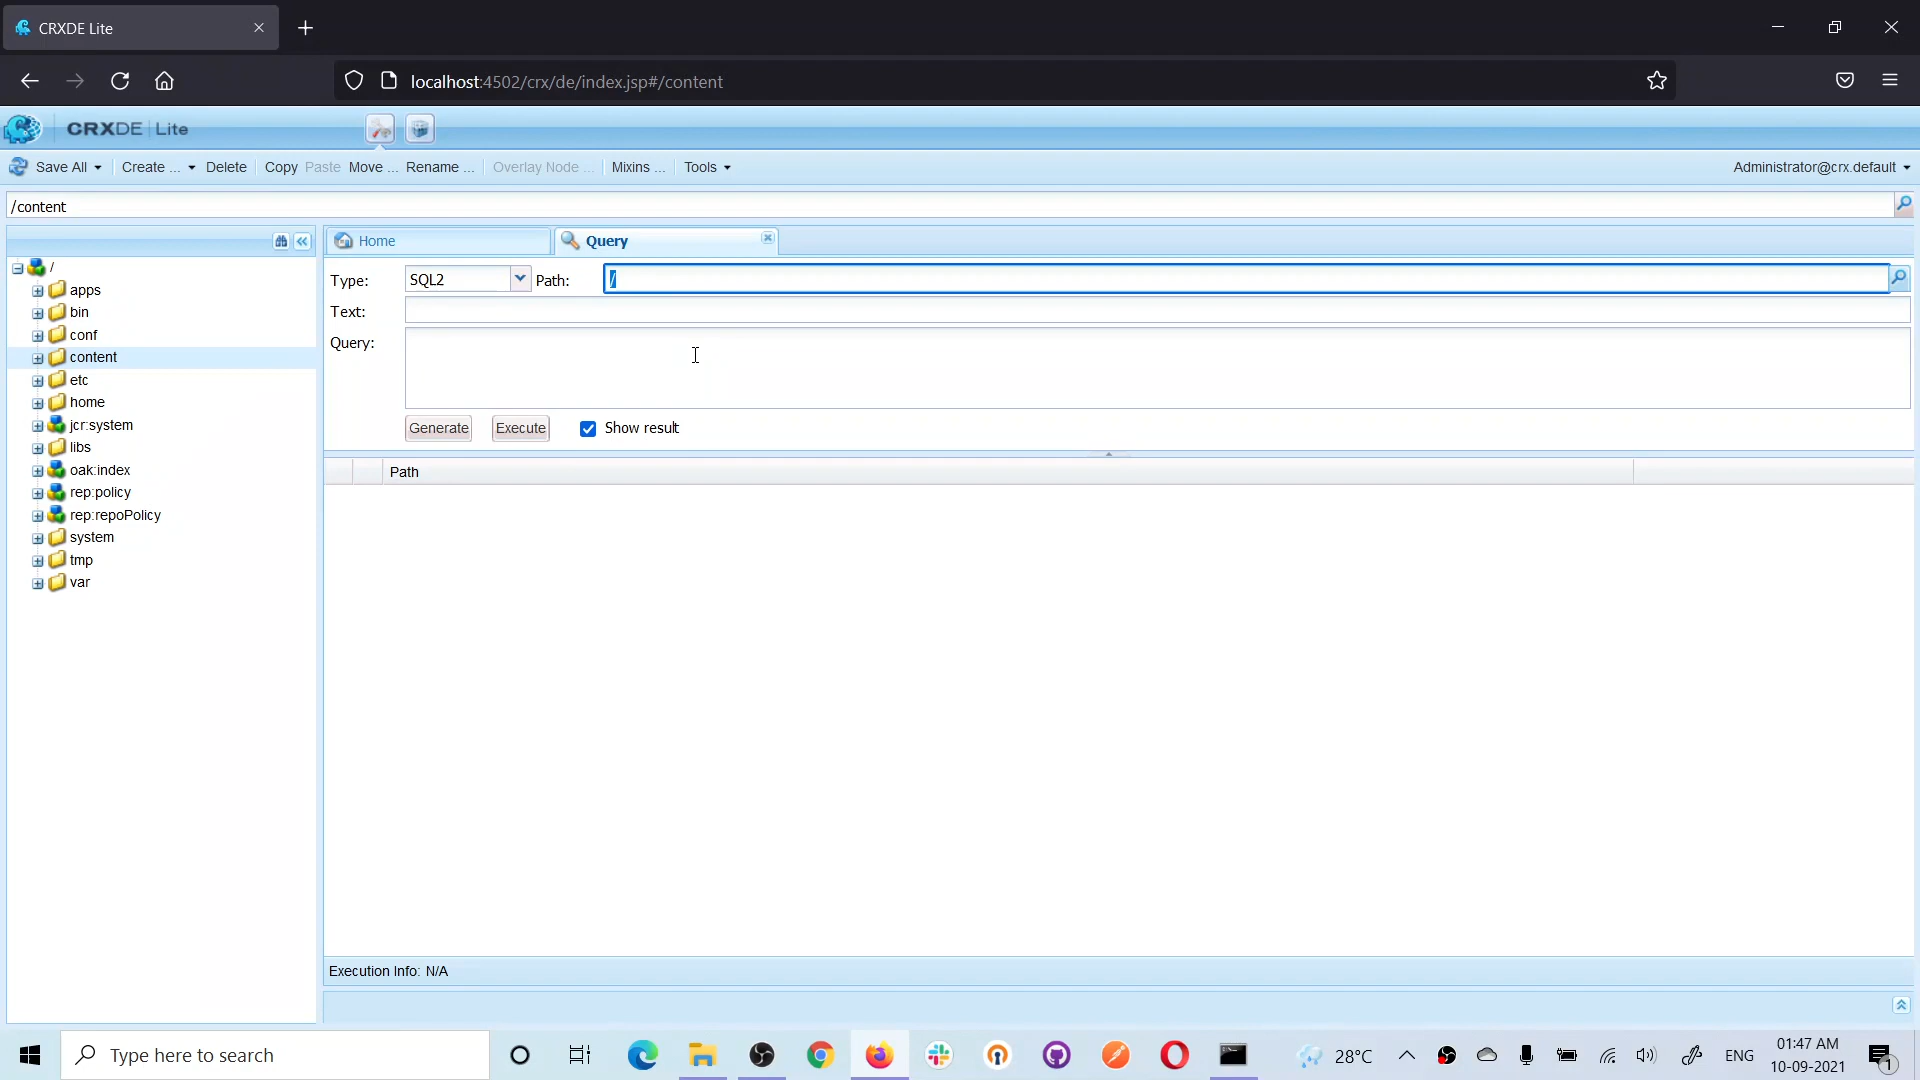 CRXDE Lite
localhost:4502/crx/de/index.jsp#/content
CRXDE | Lite
Save All
Create ...
Delete
Copy
Paste
Move ...
Rename ...
Overlay Node ...
Mixins ...
Tools
Administrator@crx.default
/content
Home
Query
/
apps
bin
conf
content
etc
home
jcr:system
libs
oak:index
rep:policy
rep:repoPolicy
system
tmp
var
Type:
SQL2
Path:
/
Text:
Query:
Generate
Execute
Show result
Path
Execution Info: N/A
Type here to search
28°C
ENG
01:47 AM
10-09-2021
1